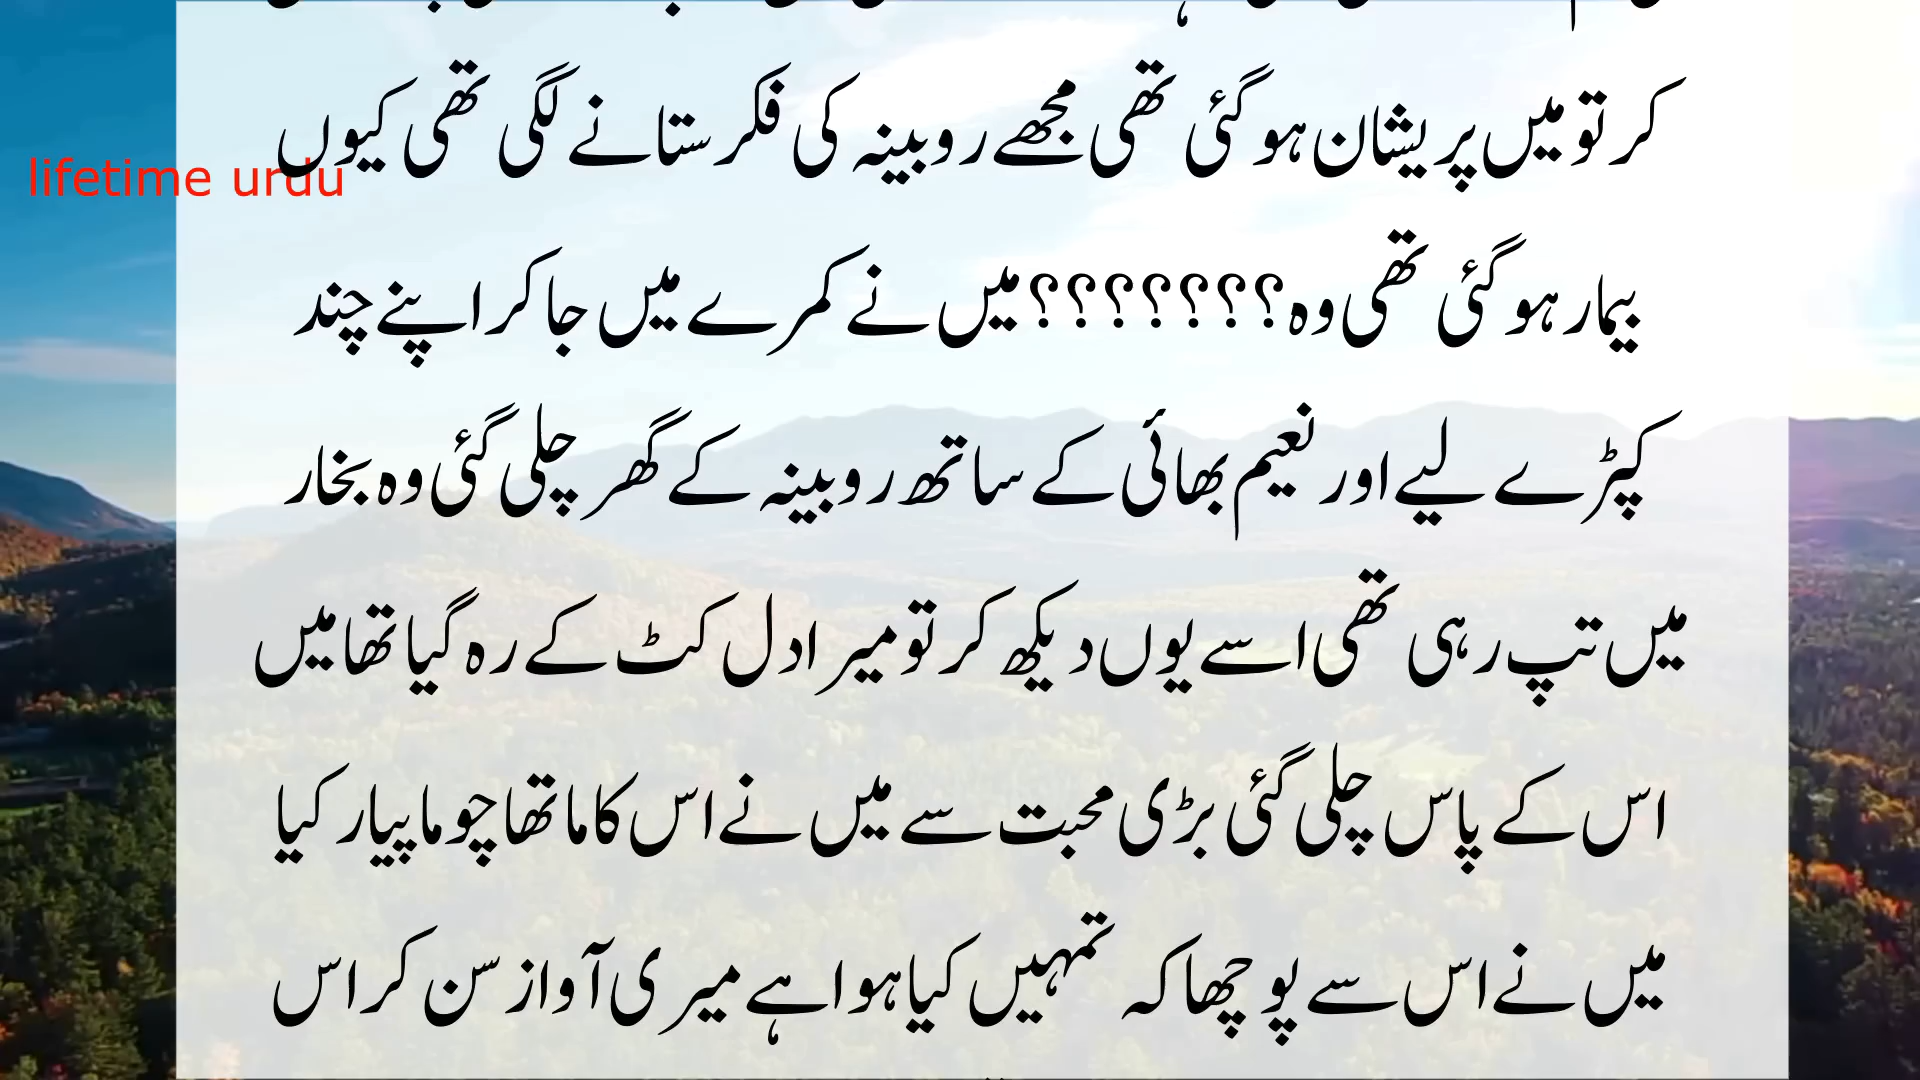 کر تو میں پریشان ہو گئی تھی مجھے روبینہ کی فکر ستانے لگی تھی کیوں
lifetime urdu
بیمار ہو گئی تھی وہ؟؟؟؟؟؟؟ میں نے کمرے میں جا کر اپنے چند
کپڑے لیے اور نعیم بھائی کے ساتھ روبینہ کے گھر چلی گئی وہ بخار
میں تپ رہی تھی اسے یوں دیکھ کر تو میرا دل کٹ کے رہ گیا تھا میں
اس کے پاس چلی گئی بڑی محبت سے میں نے اس کا ماتھا چوما پیار کیا
میں نے اس سے پوچھا کہ تمہیں کیا ہوا ہے میری آواز سن کر اس